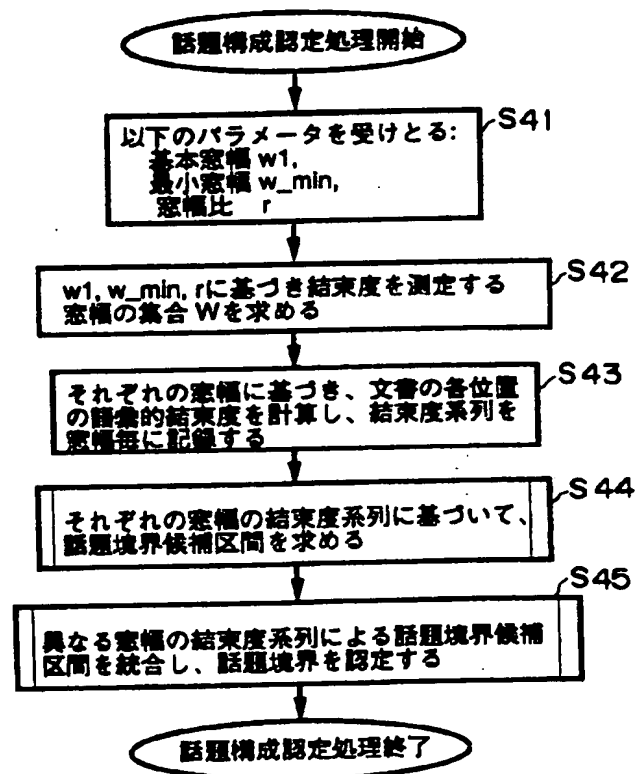 話題構成認定処理開始
S41
以下のパラメータを受けとる:
基本窓幅 w1,
最小窓幅 w_min,
窓幅比 r
S42
w1, w_min, rに基づき結束度を測定する
窓幅の集合 Wを求める
S43
それぞれの窓幅に基づき、文書の各位置
の語彙的結束度を計算し、結束度系列を
窓幅毎に記録する
S44
それぞれの窓幅の結束度系列に基づいて、
話題境界候補区間を求める
S45
異なる窓幅の結束度系列による話題境界候補
区間を統合し、話題境界を認定する
話題構成認定処理終了